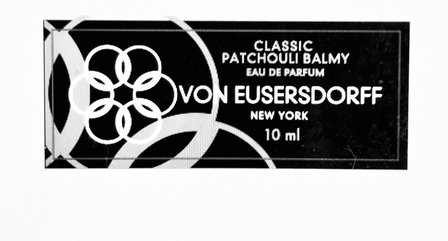 CLASSIC
PATCHOULI BALMY
EAU DE PARFUM
VON EUSERSDORFF
NEW YORK
10 ml